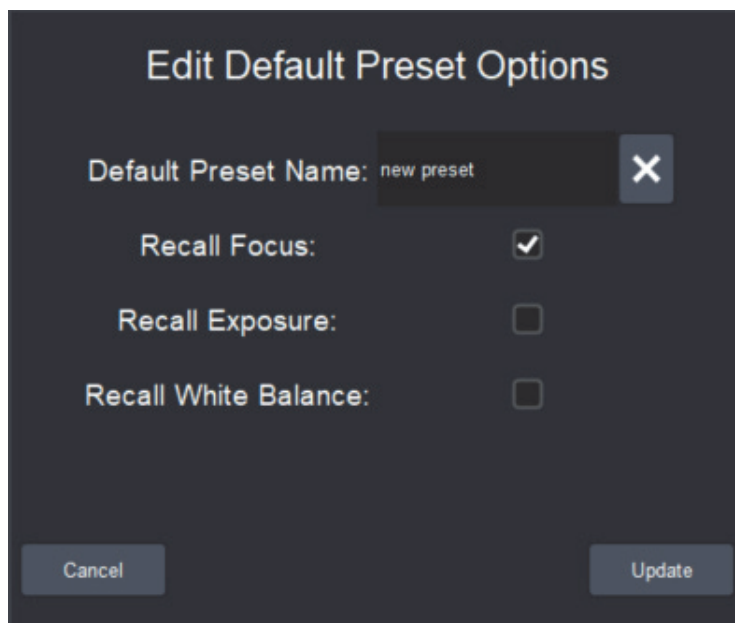 Edit Default Preset Options
Default Preset Name: new preset
Recall Focus:
Recall Exposure:
Recall White Balance:
Cancel Update